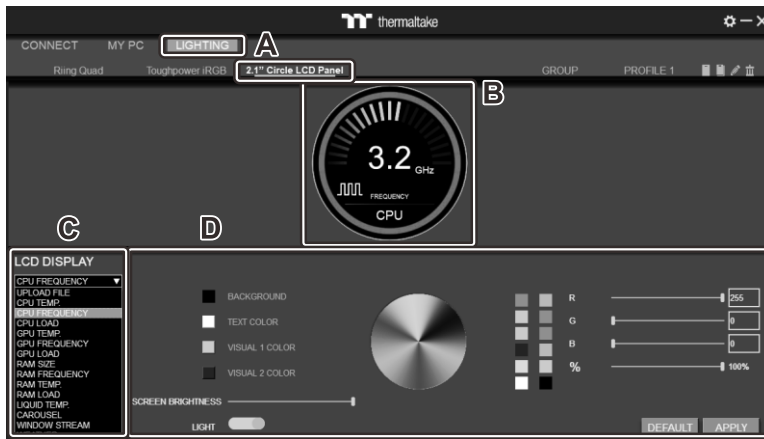 thermaltake
CONNECT MY PC LIGHTING A
Riing Quad Toughpower iRGB 2.1" Circle LCD Panel GROUP PROFILE 1
B
3.2 GHz
FREQUENCY
CPU
C D
LCD DISPLAY
CPU FREQUENCY
UPLOAD FILE
CPU TEMP.
CPU FREQUENCY
CPU LOAD
GPU TEMP.
GPU FREQUENCY
GPU LOAD
RAM SIZE
RAM FREQUENCY
RAM TEMP.
RAM LOAD
LIQUID TEMP.
CAROUSEL
WINDOW STREAM
BACKGROUND
TEXT COLOR
VISUAL 1 COLOR
VISUAL 2 COLOR
SCREEN BRIGHTNESS
LIGHT
R 255
G 0
B 0
% 100%
DEFAULT APPLY